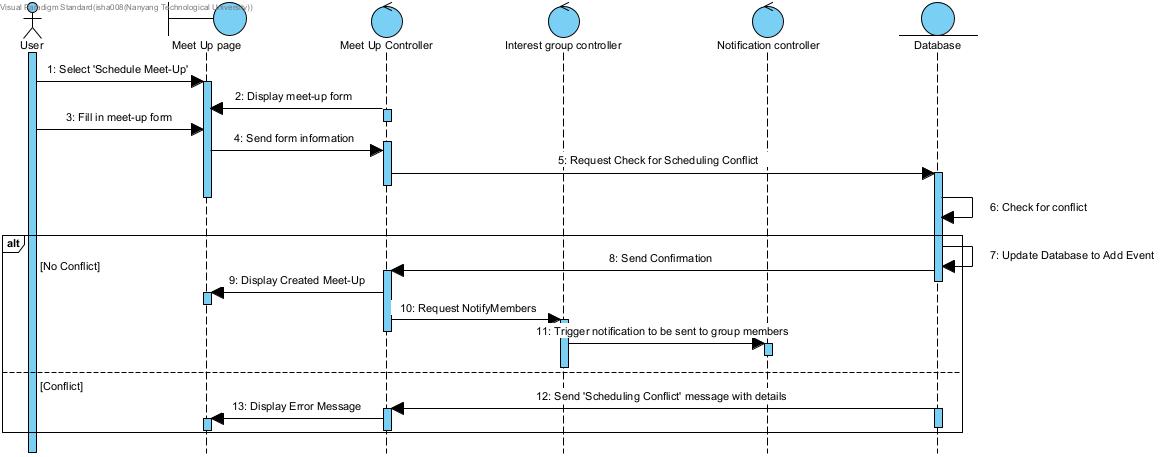 Visual Paradigm Standard(isha008(Nanyang Technological University))
User
Meet Up page
Meet Up Controller
Interest group controller
Notification controller
Database
1: Select 'Schedule Meet-Up'
2: Display meet-up form
3: Fill in meet-up form
4: Send form information
5: Request Check for Scheduling Conflict
6: Check for conflict
alt
7: Update Database to Add Event
[No Conflict]
8: Send Confirmation
9: Display Created Meet-Up
10: Request NotifyMembers
11: Trigger notification to be sent to group members
[Conflict]
12: Send 'Scheduling Conflict' message with details
13: Display Error Message